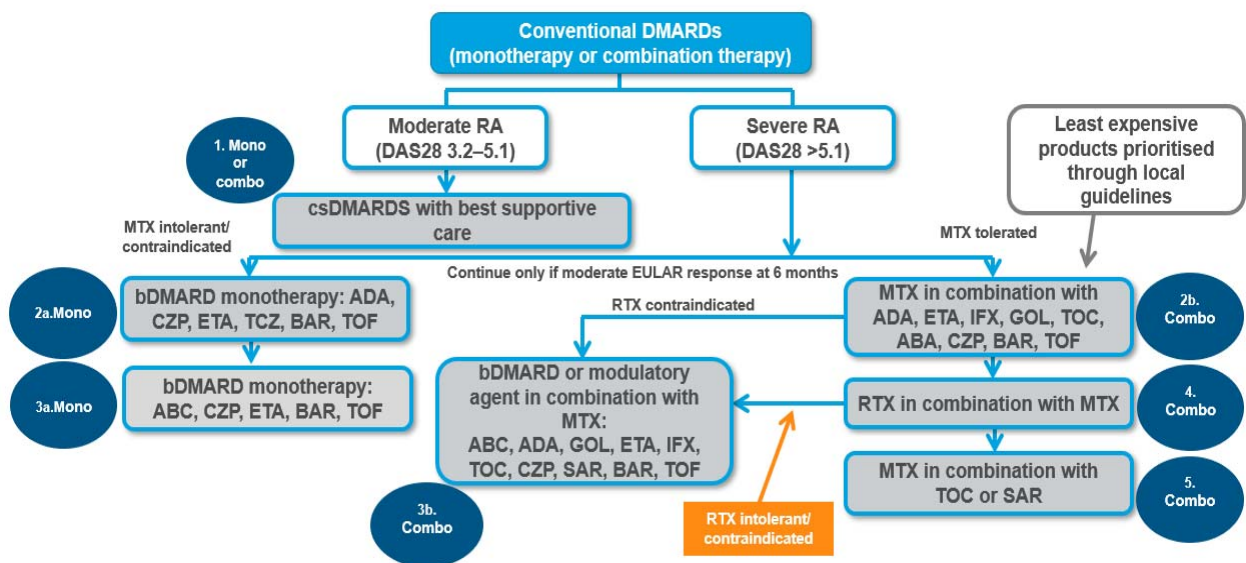 Conventional DMARDs
(monotherapy or combination therapy)
Moderate RA
(DAS28 3.2–5.1)
Severe RA
(DAS28 >5.1)
Least expensive
products prioritised
through local
guidelines
1. Mono
or
combo
csDMARDS with best supportive
care
MTX intolerant/
contraindicated
MTX tolerated
Continue only if moderate EULAR response at 6 months
2a.Mono
bDMARD monotherapy: ADA,
CZP, ETA, TCZ, BAR, TOF
RTX contraindicated
MTX in combination with
ADA, ETA, IFX, GOL, TOC,
ABA, CZP, BAR, TOF
2b.
Combo
3a.Mono
bDMARD monotherapy:
ABC, CZP, ETA, BAR, TOF
bDMARD or modulatory
agent in combination with
MTX:
ABC, ADA, GOL, ETA, IFX,
TOC, CZP, SAR, BAR, TOF
RTX in combination with MTX
4.
Combo
MTX in combination with
TOC or SAR
5.
Combo
3b.
Combo
RTX intolerant/
contraindicated